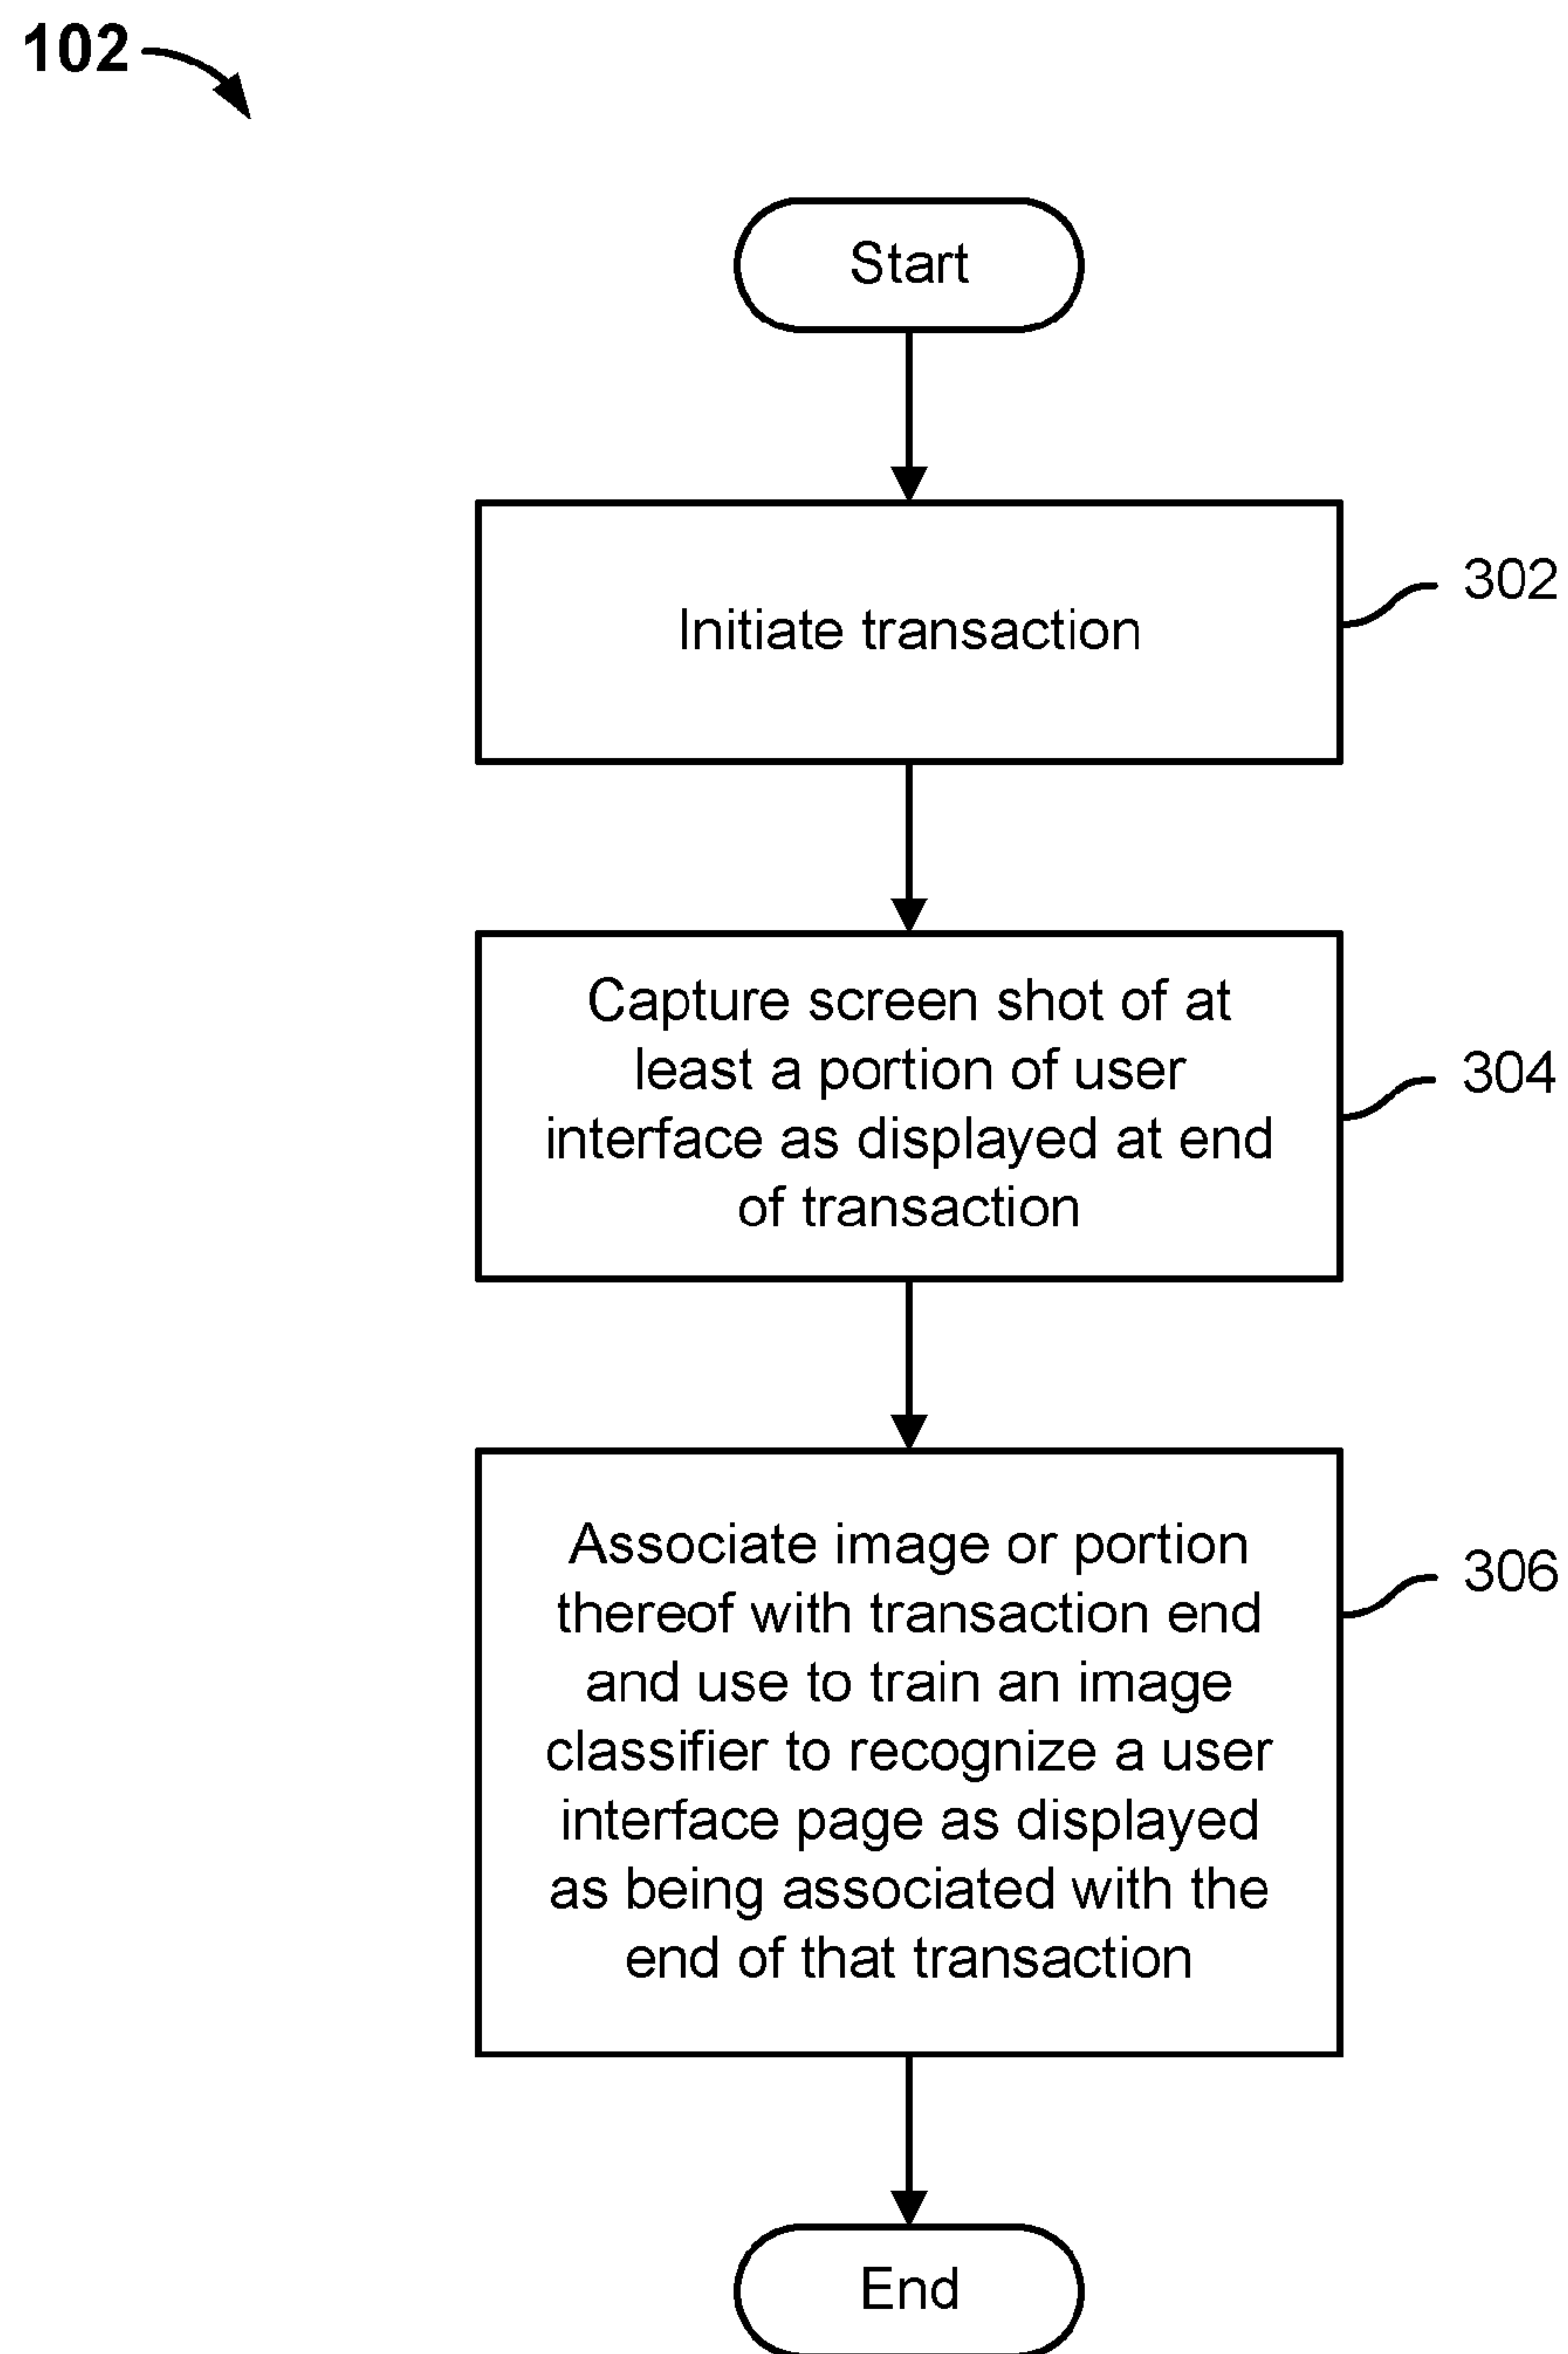 102
Start
Initiate transaction
302
Capture screen shot of at
least a portion of user
interface as displayed at end
of transaction
304
Associate image or portion
thereof with transaction end
and use to train an image
classifier to recognize a user
interface page as displayed
as being associated with the
end of that transaction
306
End